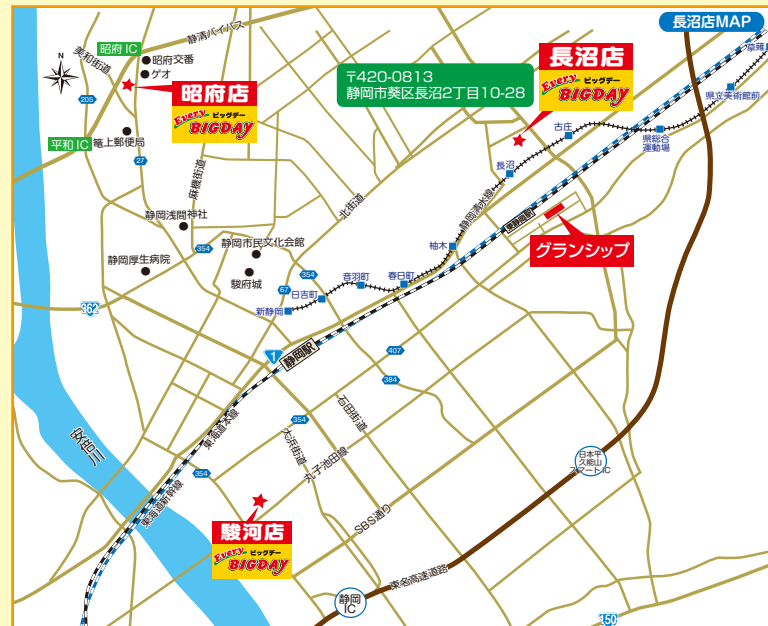 長沼店MAP
静清バイパス
昭府IC
美和街道
N
昭府交番
ゲオ
205
昭府店
Every ビッグデー
BIGDAY
〒420-0813
静岡市葵区長沼2丁目10-28
長沼店
Every ビッグデー
BIGDAY
草薙
県立美術館前
県総合
運動場
古庄
長沼
平和IC
篭上郵便局
27
麻機街道
北街道
静岡清水線
東静岡駅
グランシップ
静岡浅間神社
静岡市民文化会館
354
静岡厚生病院
駿府城
354
67
柚木
春日町
音羽町
日吉町
新静岡
362
1
静岡駅
407
384
354
石田街道
大浜街道
丸子池田線
東海道本線
東海道新幹線
354
安倍川
SBS通り
駿河店
Every ビッグデー
BIGDAY
日本平
久能山
スマートIC
東名高速道路
静岡
IC
150